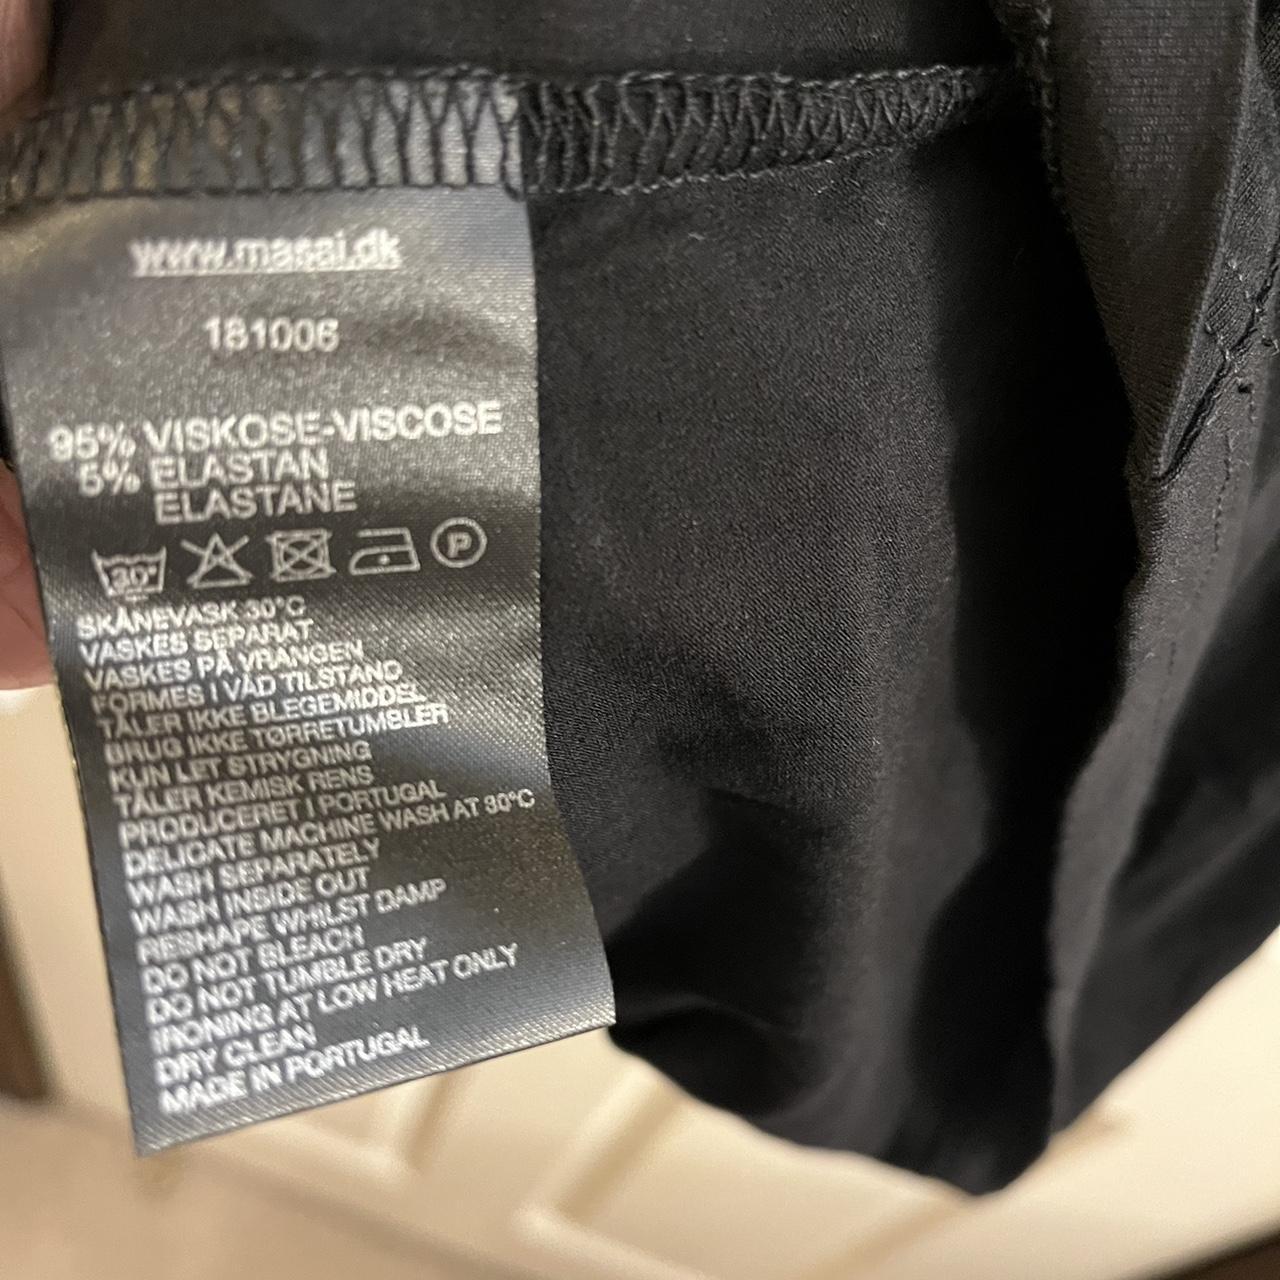 www.masai.dk
181006
95% VISKOSE-VISCOSE
5% ELASTAN
ELASTANE
30° P
SKÅNEVASK 30°C
VASKES SEPARAT
VASKES PÅ VRANGEN
FORMES I VÅD TILSTAND
TÅLER IKKE BLEGEMIDDEL
BRUG IKKE TØRRETUMBLER
KUN LET STRYGNING
TÅLER KEMISK RENS
PRODUCERET I PORTUGAL
DELICATE MACHINE WASH AT 30°C
WASH SEPARATELY
WASH INSIDE OUT
RESHAPE WHILST DAMP
DO NOT BLEACH
DO NOT TUMBLE DRY
IRONING AT LOW HEAT ONLY
DRY CLEAN
MADE IN PORTUGAL